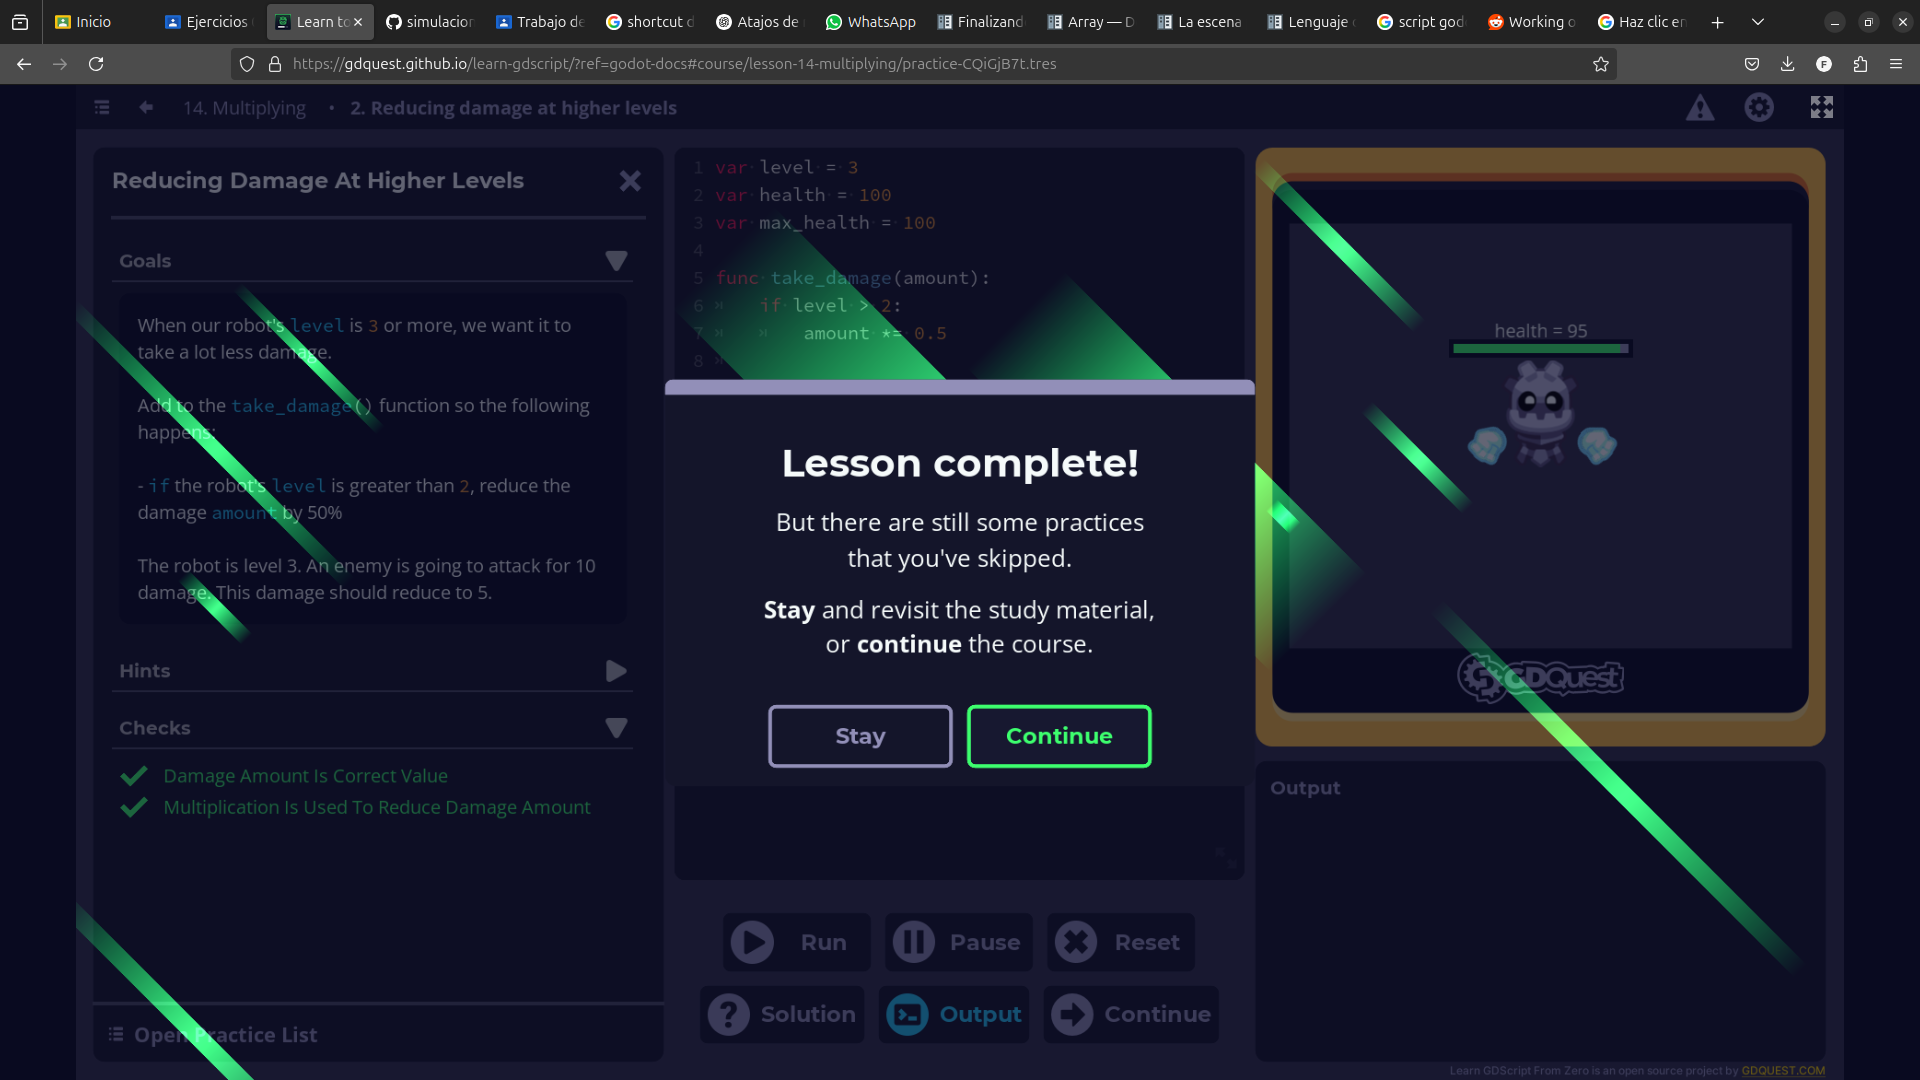 Inicio
Ejercicios
Learn to
simulacion
Trabajo de
shortcut d
Atajos de
WhatsApp
Finalizand
Array — D
La escena
Lenguaje
script god
Working o
Haz clic en
https://gdquest.github.io/learn-gdscript/?ref=godot-docs#course/lesson-14-multiplying/practice-CQiGjB7t.tres
14. Multiplying • 2. Reducing damage at higher levels
Reducing Damage At Higher Levels
Goals
When our robot's level is 3 or more, we want it to
take a lot less damage.
Add to the take_damage() function so the following
happens:
- if the robot's level is greater than 2, reduce the
damage amount by 50%
The robot is level 3. An enemy is going to attack for 10
damage. This damage should reduce to 5.
Hints
Checks
Damage Amount Is Correct Value
Multiplication Is Used To Reduce Damage Amount
Open Practice List
1 var level = 3
2 var health = 100
3 var max_health = 100
4
5 func take_damage(amount):
6 if level > 2:
7 amount *= 0.5
8
Lesson complete!
But there are still some practices
that you've skipped.
Stay and revisit the study material,
or continue the course.
Stay
Continue
Run
Pause
Reset
Solution
Output
Continue
health = 95
GDQuest
Output
Learn GDScript From Zero is an open source project by GDQUEST.COM